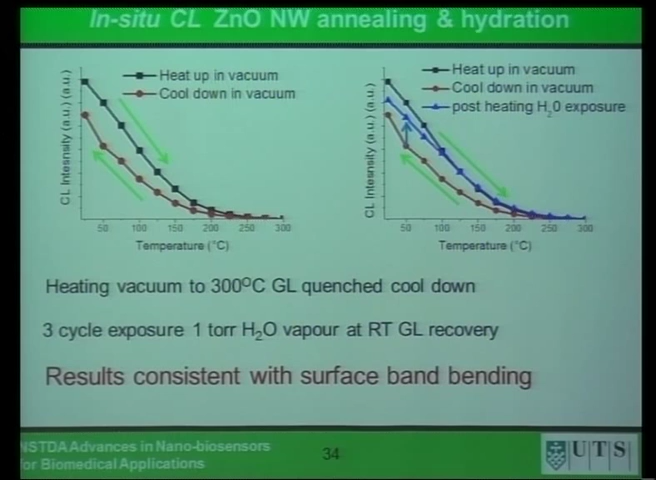 In-situ CL ZnO NW annealing & hydration
CL Intesnsity (a.u.) (a.u.)
Heat up in vacuum
Cool down in vacuum
50 100 150 200 250 300
Temperature (°C)
CL Intesnsity (a.u.) (a.u.)
Heat up in vacuum
Cool down in vacuum
post heating H2O exposure
50 100 150 200 250 300
Temperature (°C)
Heating vacuum to 300OC GL quenched cool down
3 cycle exposure 1 torr H2O vapour at RT GL recovery
Results consistent with surface band bending
NSTDA Advances in Nano-biosensors
for Biomedical Applications
34
UTS